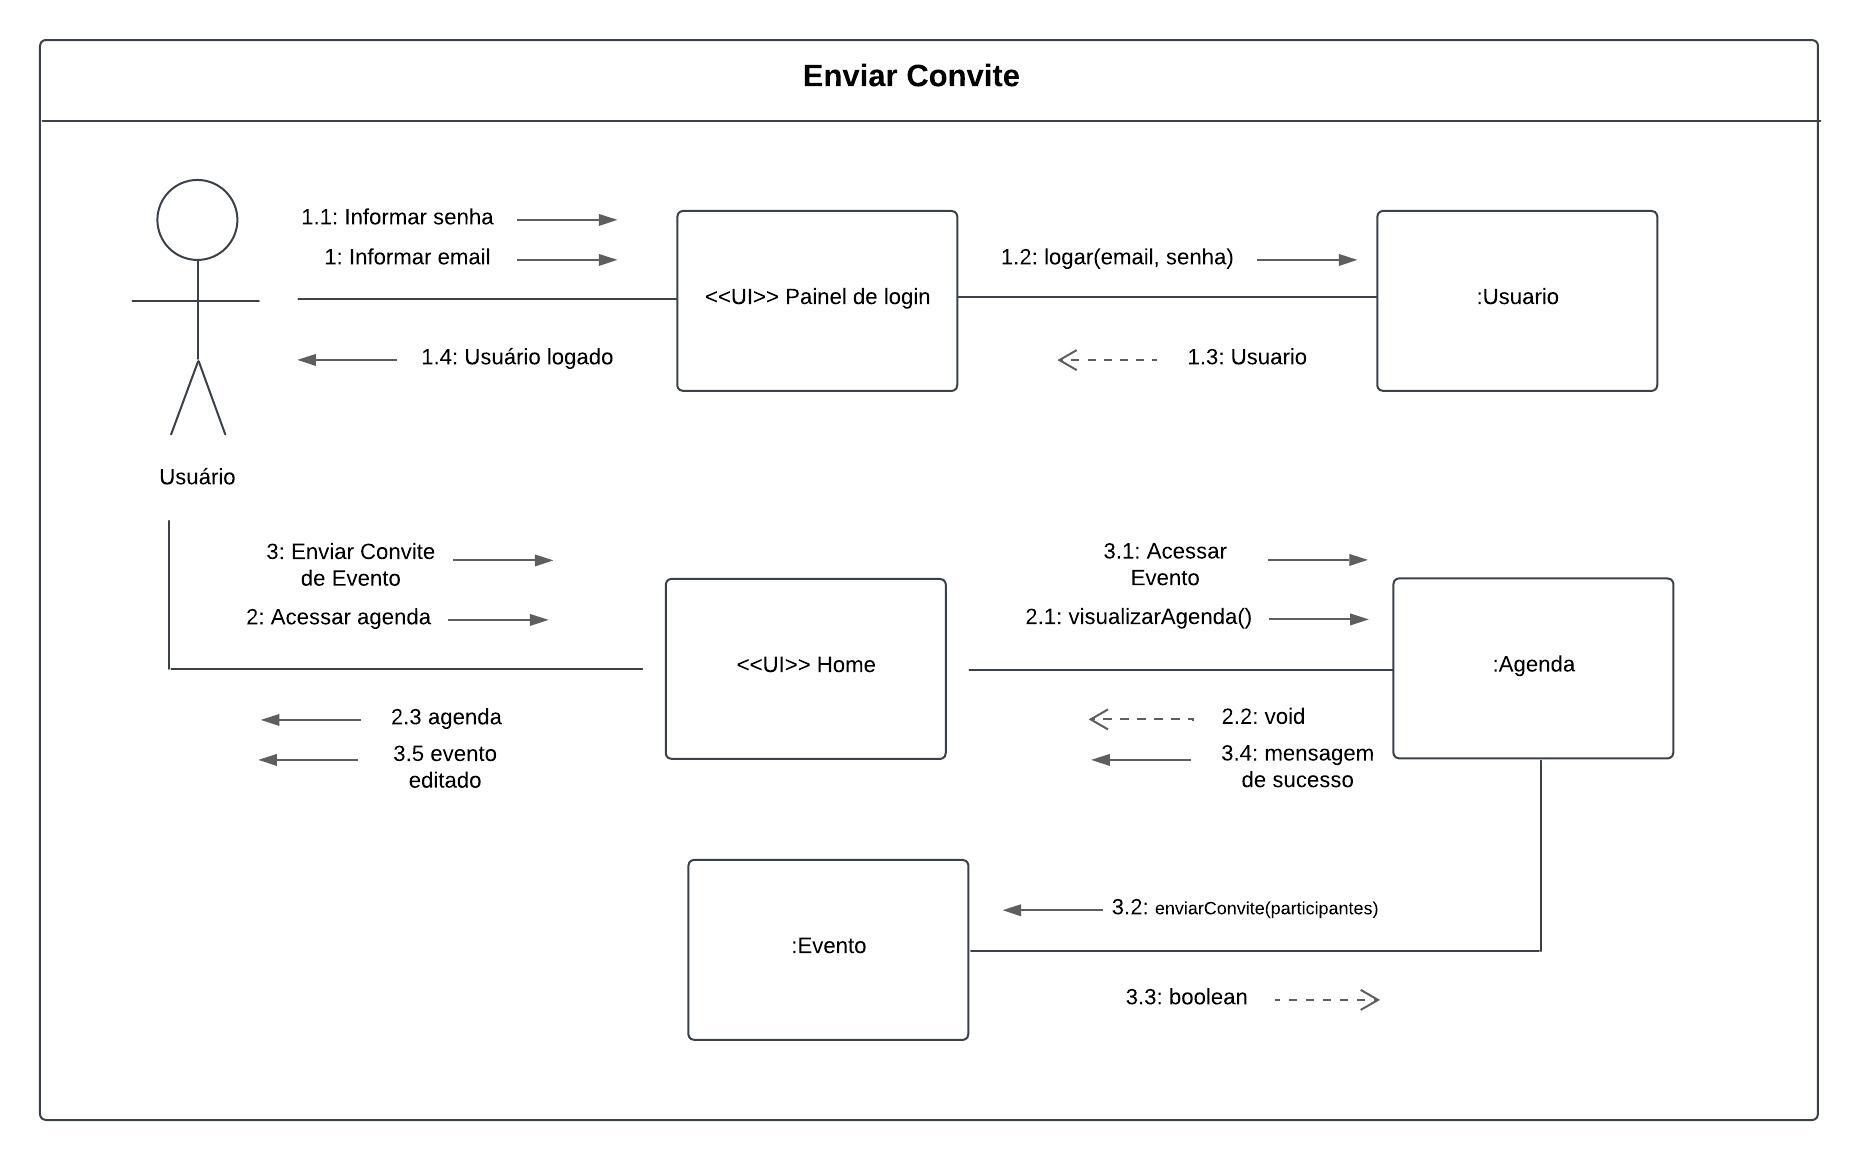 Enviar Convite
1.1: Informar senha
1: Informar email
1.2: logar(email, senha)
<<UI>> Painel de login
:Usuario
1.4: Usuário logado
1.3: Usuario
Usuário
3: Enviar Convite
de Evento
3.1: Acessar
Evento
2: Acessar agenda
2.1: visualizarAgenda()
<<UI>> Home
:Agenda
2.3 agenda
2.2: void
3.5 evento
editado
3.4: mensagem
de sucesso
3.2: enviarConvite(participantes)
:Evento
3.3: boolean